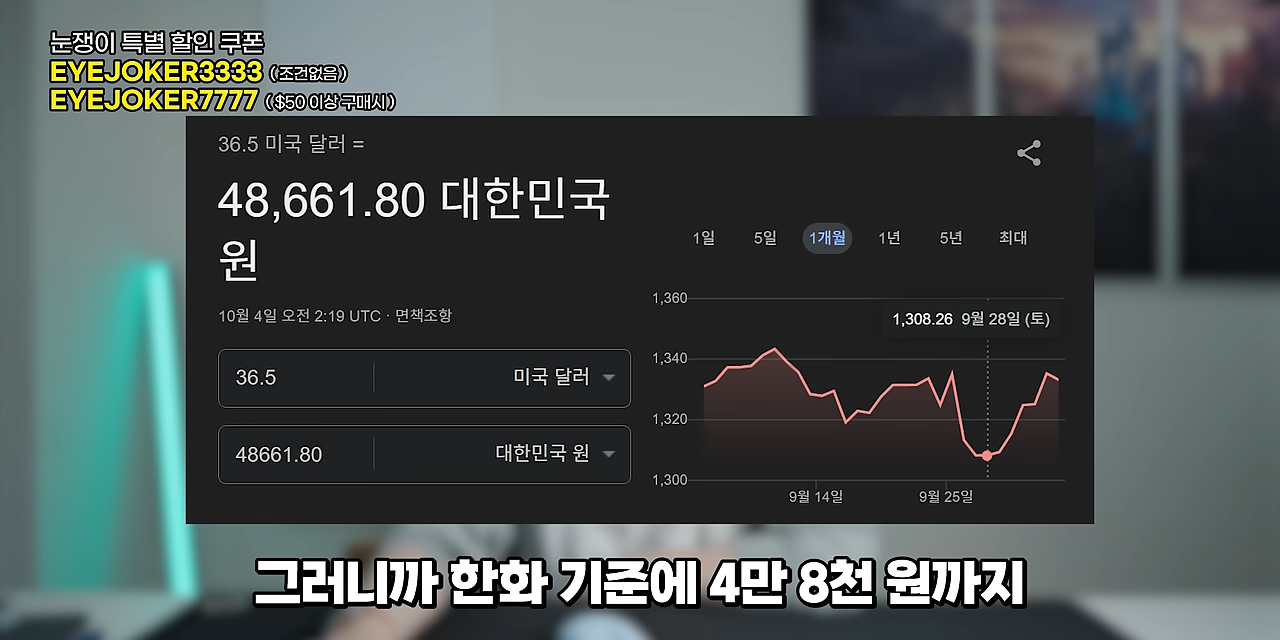 눈쟁이 특별 할인 쿠폰
EYEJOKER3333 (조건없음)
EYEJOKER7777 ($50 이상 구매시)
36.5 미국 달러 =
48,661.80 대한민국
원
10월 4일 오전 2:19 UTC · 면책조항
36.5 미국 달러
48661.80 대한민국 원
1일 5일 1개월 1년 5년 최대
1,360
1,308.26 9월 28일 (토)
1,340
1,320
1,300
9월 14일 9월 25일
그러니까 한화 기준에 4만 8천 원까지